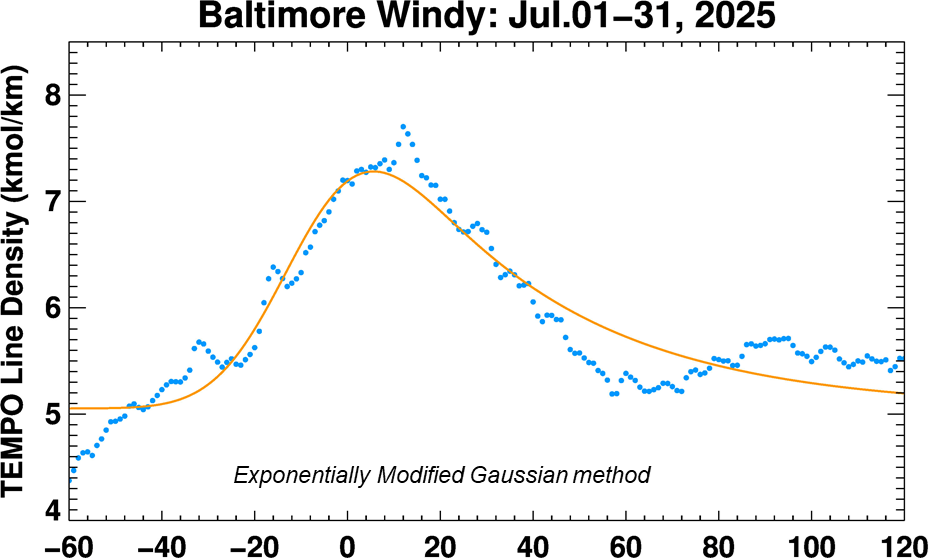 Baltimore Windy: Jul.01−31, 2025
TEMPO Line Density (kmol/km)
8
7
6
5
4
Exponentially Modified Gaussian method
−60 −40 −20 0 20 40 60 80 100 120